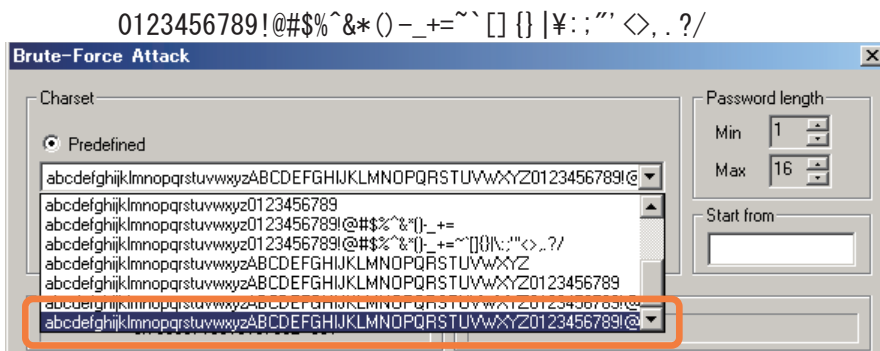 0123456789!@#$%^&*()-_+=~`[]{}|¥:;"'<>,.?/
Brute-Force Attack
Charset
Predefined
abcdefghijklmnopqrstuvwxyzABCDEFGHIJKLMNOPQRSTUVWXYZ0123456789!@
abcdefghijklmnopqrstuvwxyz0123456789
abcdefghijklmnopqrstuvwxyz0123456789!@#$%^&*()-_+=
abcdefghijklmnopqrstuvwxyz0123456789!@#$%^&*()-_+=~`[]{}|\:;"'<>,.?/
abcdefghijklmnopqrstuvwxyzABCDEFGHIJKLMNOPQRSTUVWXYZ
abcdefghijklmnopqrstuvwxyzABCDEFGHIJKLMNOPQRSTUVWXYZ0123456789
abcdefghijklmnopqrstuvwxyzABCDEFGHIJKLMNOPQRSTUVWXYZ0123456789!@
abcdefghijklmnopqrstuvwxyzABCDEFGHIJKLMNOPQRSTUVWXYZ0123456789!@
Password length
Min 1
Max 16
Start from